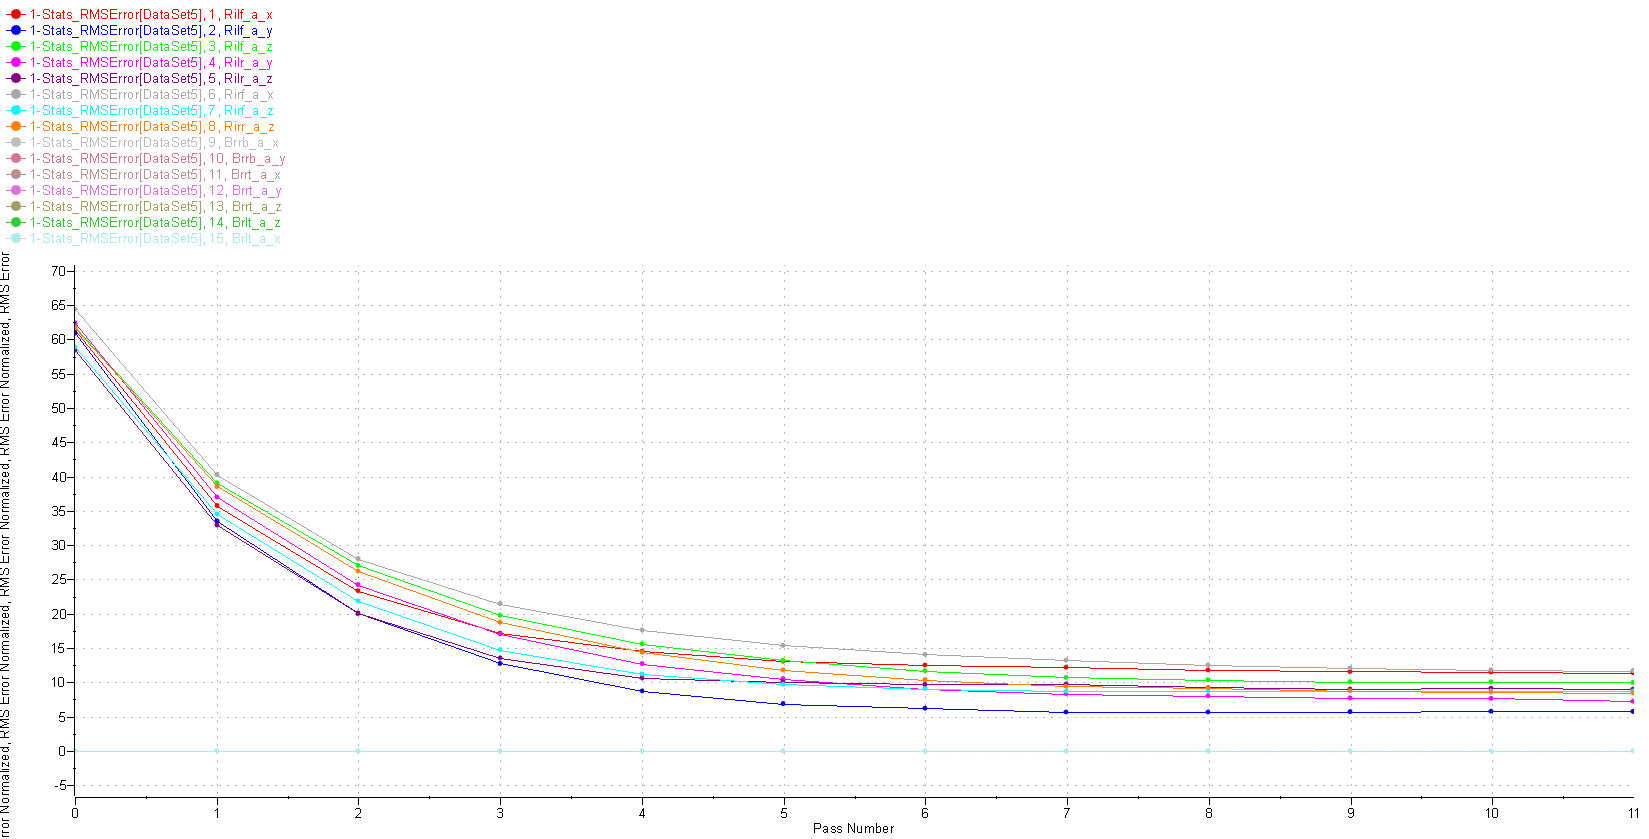 1-Stats_RMSError[DataSet5], 1, Rilf_a_x
1-Stats_RMSError[DataSet5], 2, Rilf_a_y
1-Stats_RMSError[DataSet5], 3, Rilf_a_z
1-Stats_RMSError[DataSet5], 4, Rilr_a_y
1-Stats_RMSError[DataSet5], 5, Rilr_a_z
1-Stats_RMSError[DataSet5], 6, Rirf_a_x
1-Stats_RMSError[DataSet5], 7, Rirf_a_z
1-Stats_RMSError[DataSet5], 8, Rirr_a_z
1-Stats_RMSError[DataSet5], 9, Brrb_a_x
1-Stats_RMSError[DataSet5], 10, Brrb_a_y
1-Stats_RMSError[DataSet5], 11, Brrt_a_x
1-Stats_RMSError[DataSet5], 12, Brrt_a_y
1-Stats_RMSError[DataSet5], 13, Brrt_a_z
1-Stats_RMSError[DataSet5], 14, Brlt_a_z
1-Stats_RMSError[DataSet5], 15, Brlt_a_x
rror Normalized, RMS Error Normalized, RMS Error Normalized, RMS Error Normalized, RMS Error Normalized, RMS Error
70
65
60
55
50
45
40
35
30
25
20
15
10
5
0
-5
0 1 2 3 4 5 6 7 8 9 10 11
Pass Number